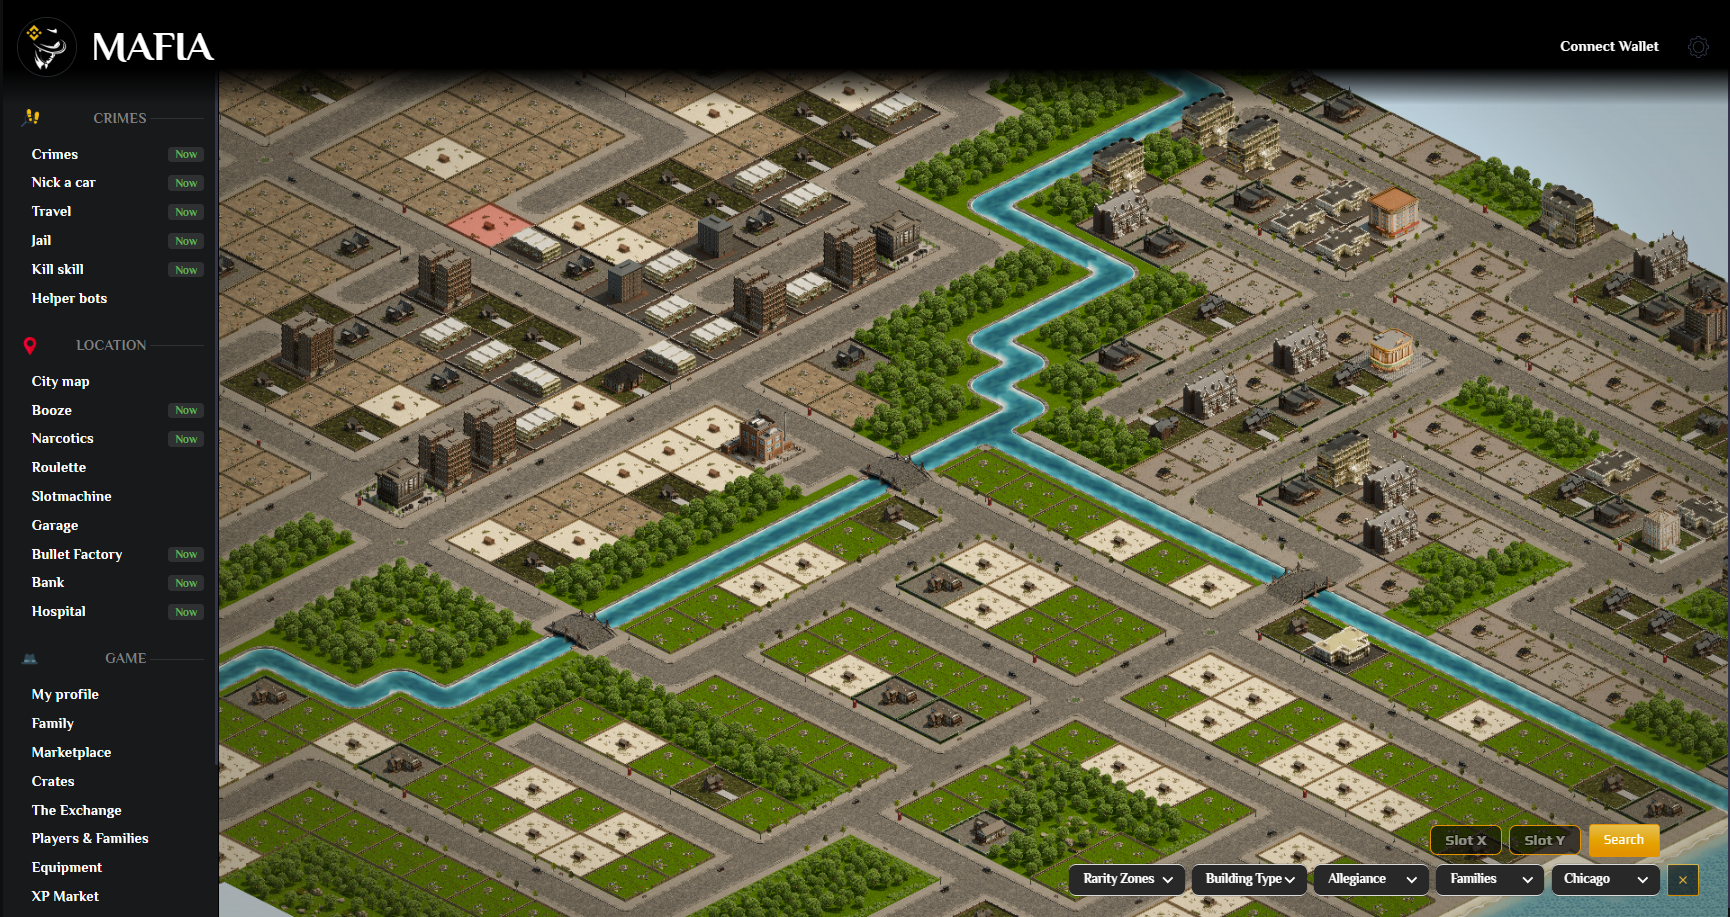 MAFIA
Connect Wallet
CRIMES
Crimes Now
Nick a car Now
Travel Now
Jail Now
Kill skill Now
Helper bots
LOCATION
City map
Booze Now
Narcotics Now
Roulette
Slotmachine
Garage
Bullet Factory Now
Bank Now
Hospital Now
GAME
My profile
Family
Marketplace
Crates
The Exchange
Players & Families
Equipment
XP Market
Slot X Slot Y Search
Rarity Zones Building Type Allegiance Families Chicago ×